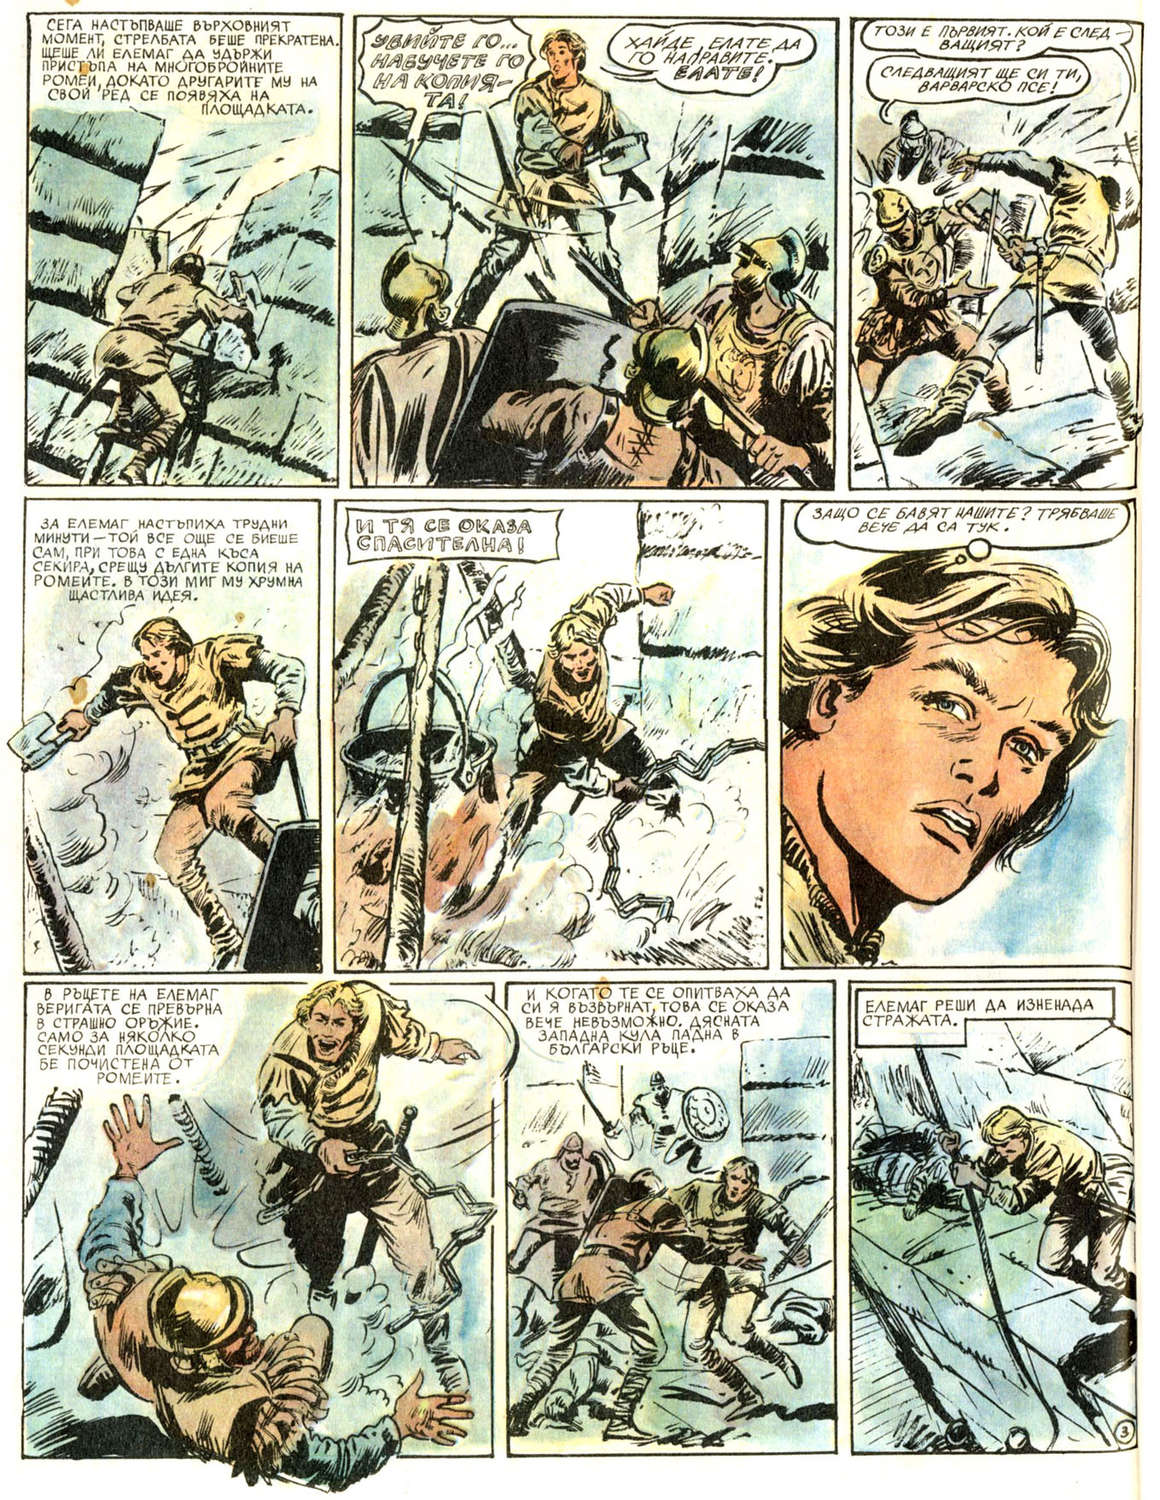 СЕГА НАСТЪПВАШЕ ВЪРХОВНИЯТ
МОМЕНТ, СТРЕЛБАТА БЕШЕ ПРЕКРАТЕНА.
ЩЕШЕ ЛИ ЕЛЕМАГ ДА УДЪРЖИ
ПРИСТЪПА НА МНОГОБРОЙНИТЕ
РОМЕИ, ДОКАТО ДРУГАРИТЕ МУ НА
СВОЙ РЕД СЕ ПОЯВЯХА НА
ПЛОЩАДКАТА.
УБИЙТЕ ГО...
НАБУЧЕТЕ ГО
НА КОПИЯ-
ТА!
ХАЙДЕ, ЕЛАТЕ ДА
ГО НАПРАВИТЕ.
ЕЛАТЕ!
ТОЗИ Е ПЪРВИЯТ. КОЙ Е СЛЕД-
ВАЩИЯТ?
СЛЕДВАЩИЯТ ЩЕ СИ ТИ,
ВАРВАРСКО ПСЕ!
ЗА ЕЛЕМАГ НАСТЪПИХА ТРУДНИ
МИНУТИ – ТОЙ ВСЕ ОЩЕ СЕ БИЕШЕ
САМ, ПРИ ТОВА С ЕДНА КЪСА
СЕКИРА, СРЕЩУ ДЪЛГИТЕ КОПИЯ НА
РОМЕИТЕ. В ТОЗИ МИГ МУ ХРУМНА
ЩАСТЛИВА ИДЕЯ.
И ТЯ СЕ ОКАЗА
СПАСИТЕЛНА!
ЗАЩО СЕ БАВЯТ НАШИТЕ? ТРЯБВАШЕ
ВЕЧЕ ДА СА ТУК.
В РЪЦЕТЕ НА ЕЛЕМАГ
ВЕРИГАТА СЕ ПРЕВЪРНА
В СТРАШНО ОРЪЖИЕ.
САМО ЗА НЯКОЛКО
СЕКУНДИ ПЛОЩАДКАТА
БЕ ПОЧИСТЕНА ОТ
РОМЕИТЕ.
И КОГАТО ТЕ СЕ ОПИТВАХА ДА
СИ Я ВЪЗВЪРНАТ, ТОВА СЕ ОКАЗА
ВЕЧЕ НЕВЪЗМОЖНО. ДЯСНАТА
ЗАПАДНА КУЛА ПАДНА В
БЪЛГАРСКИ РЪЦЕ.
ЕЛЕМАГ РЕШИ ДА ИЗНЕНАДА
СТРАЖАТА.
3